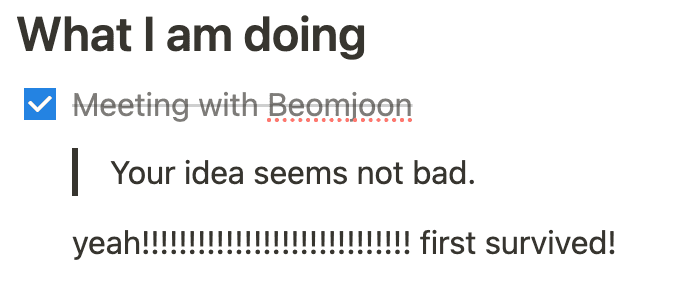 What I am doing
Meeting with Beomjoon
Your idea seems not bad.
yeah!!!!!!!!!!!!!!!!!!!!!!!!!!!!! first survived!